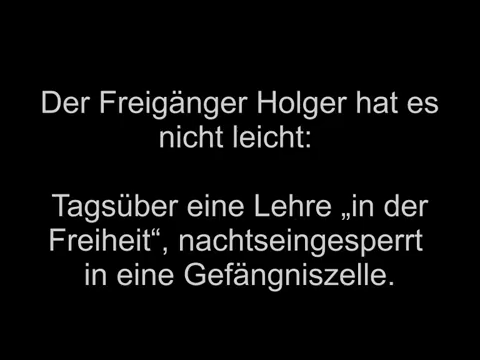 Der Freigänger Holger hat es
nicht leicht:
Tagsüber eine Lehre „in der
Freiheit“, nachtseingesperrt
in eine Gefängniszelle.